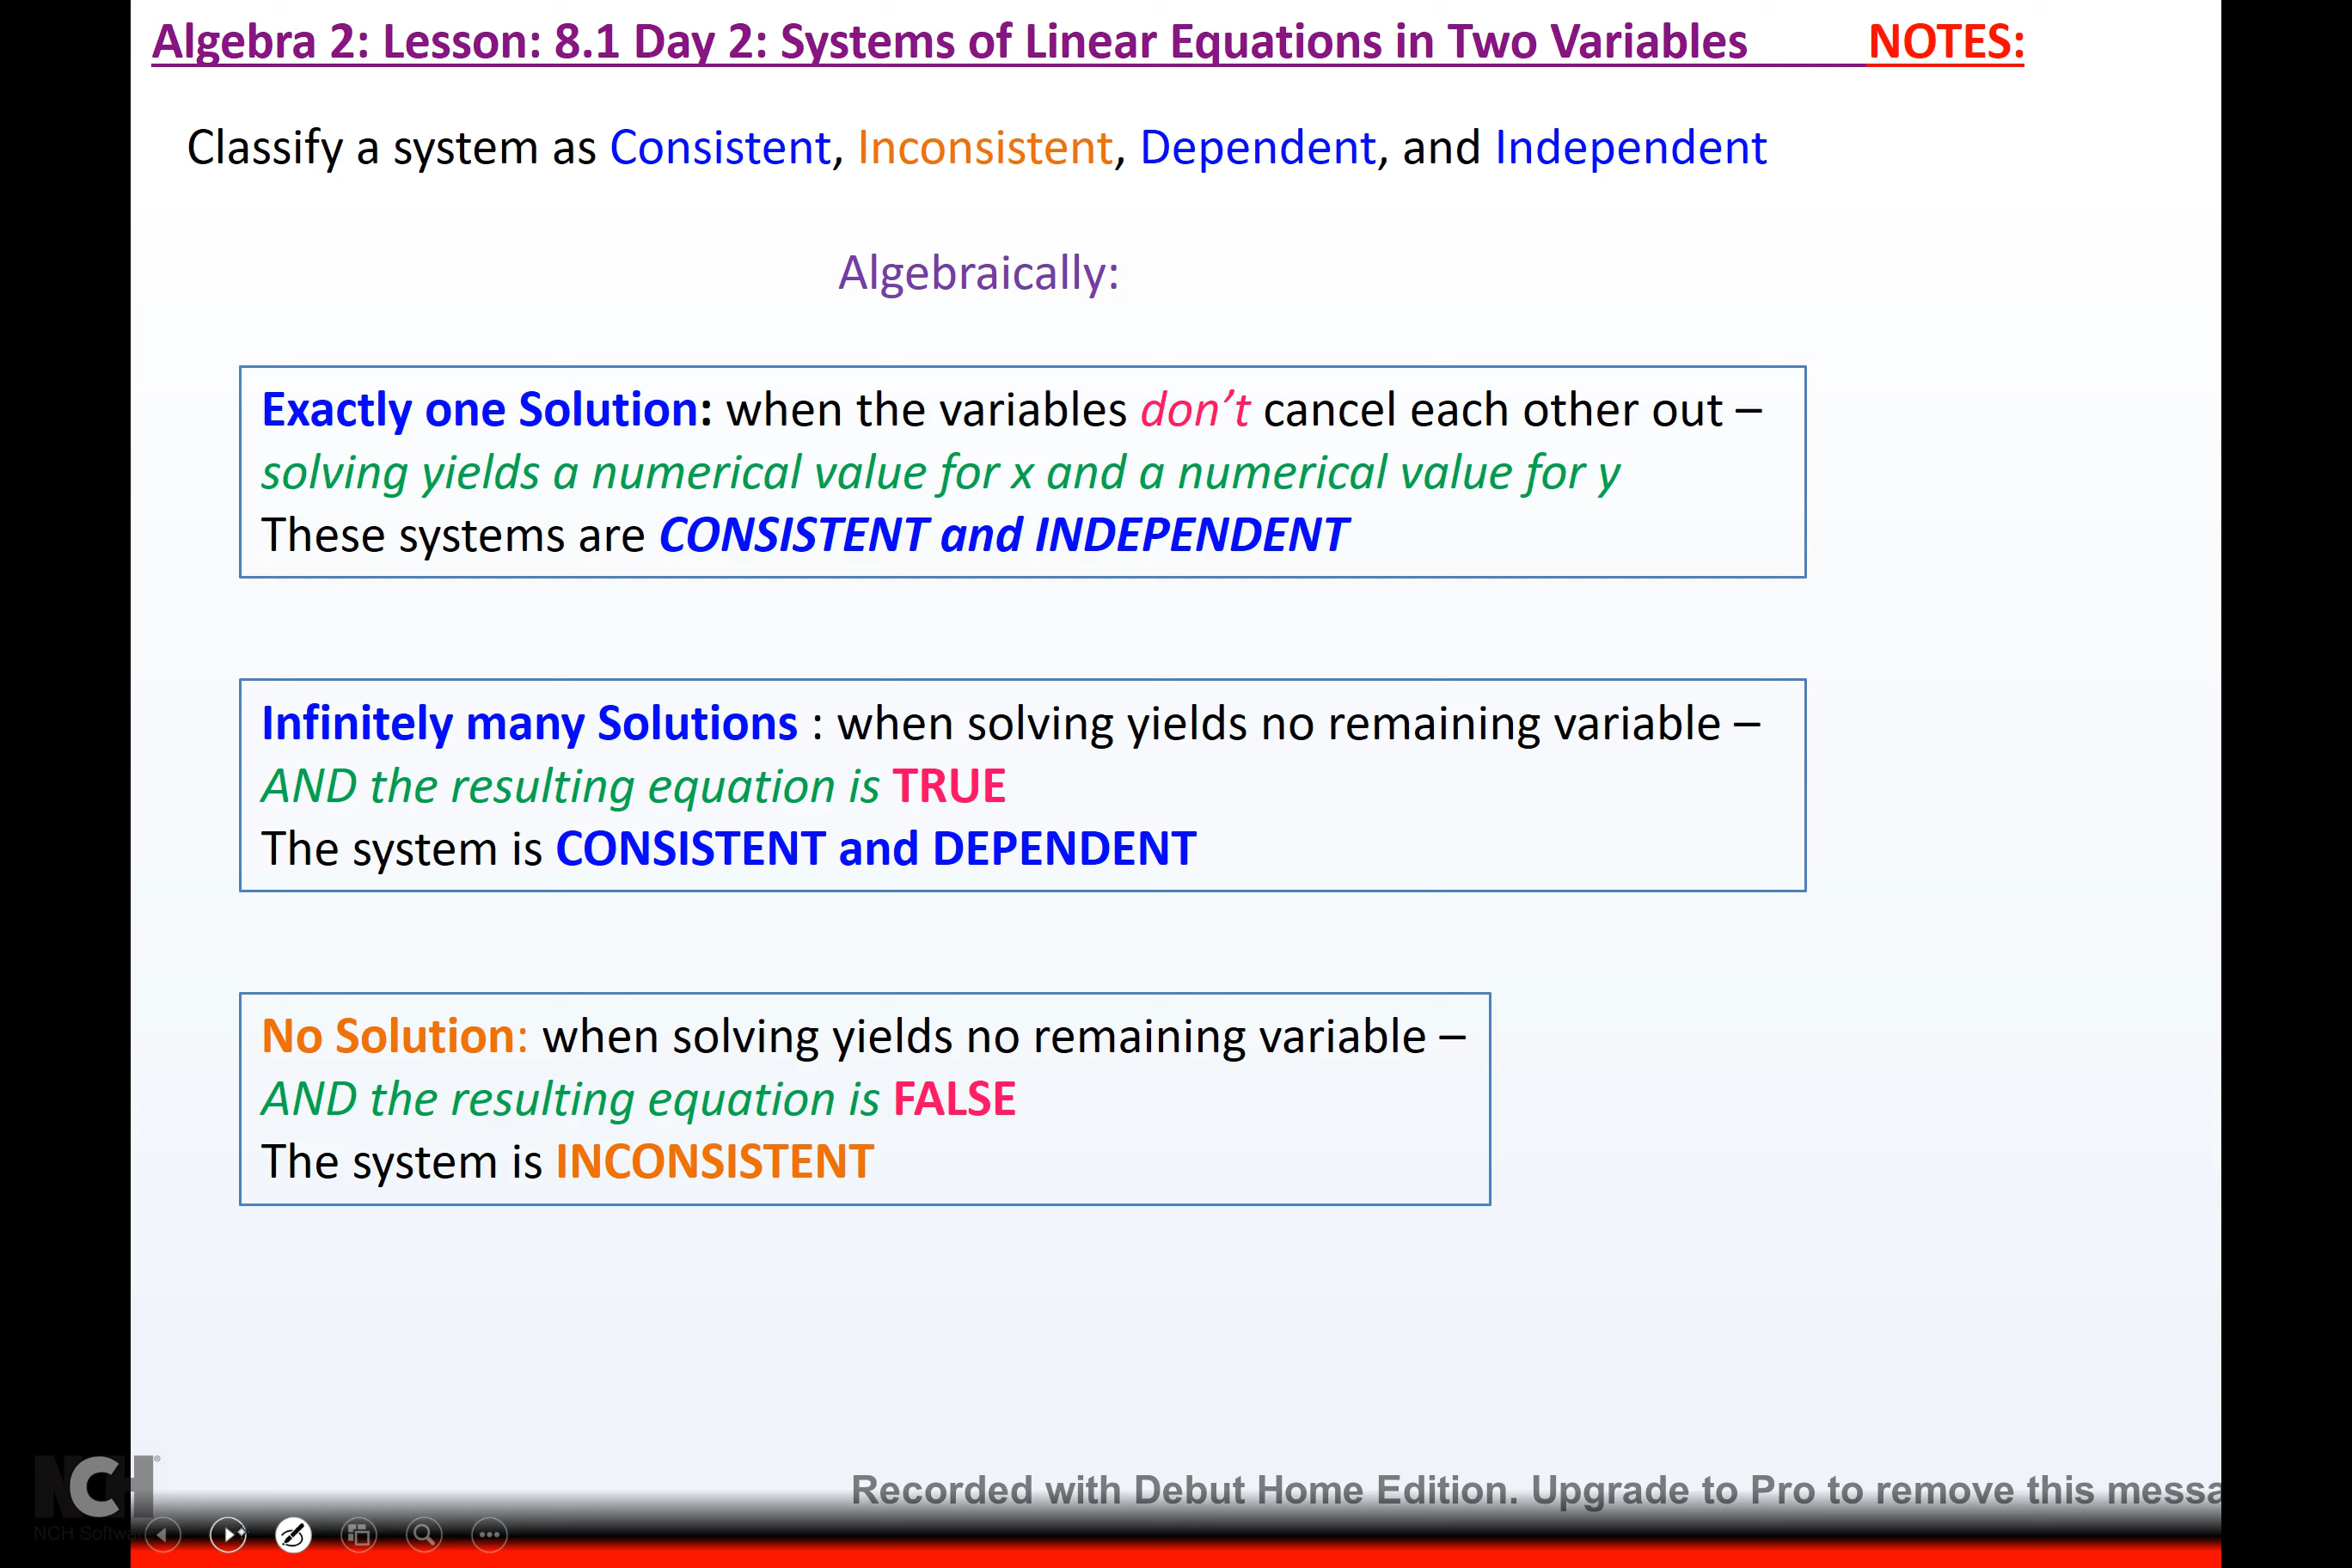 Algebra 2: Lesson: 8.1 Day 2: Systems of Linear Equations in Two Variables NOTES:
Classify a system as Consistent, Inconsistent, Dependent, and Independent
Algebraically:
Exactly one Solution: when the variables don’t cancel each other out –
solving yields a numerical value for x and a numerical value for y
These systems are CONSISTENT and INDEPENDENT
Infinitely many Solutions : when solving yields no remaining variable –
AND the resulting equation is TRUE
The system is CONSISTENT and DEPENDENT
No Solution: when solving yields no remaining variable –
AND the resulting equation is FALSE
The system is INCONSISTENT
NCH®
Recorded with Debut Home Edition. Upgrade to Pro to remove this messa
NCH Softwa